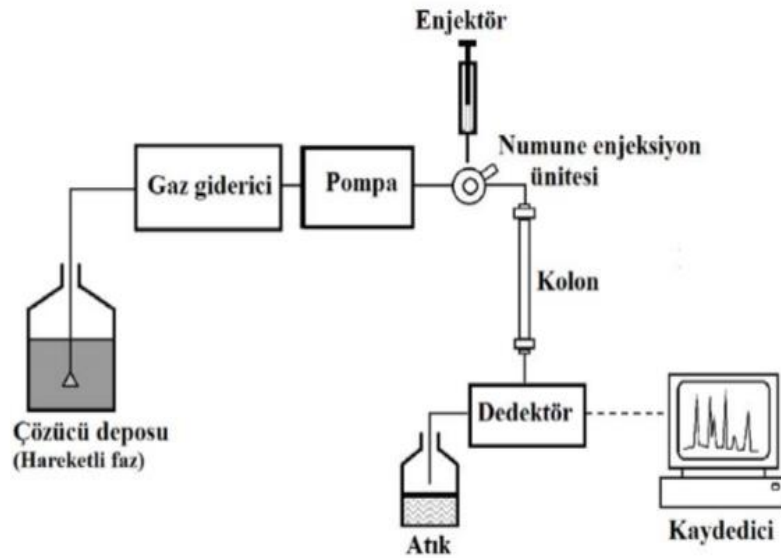 Enjektör
Numune enjeksiyon
ünitesi
Gaz giderici
Pompa
Kolon
Çözücü deposu
(Hareketli faz)
Dedektör
Atık
Kaydedici